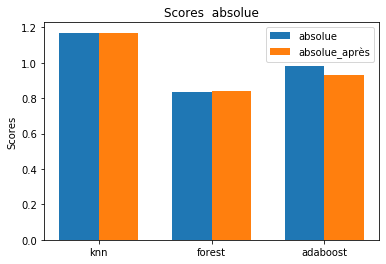 Scores  absolue
absolue
absolue_après
Scores
1.2
1.0
0.8
0.6
0.4
0.2
0.0
knn
forest
adaboost